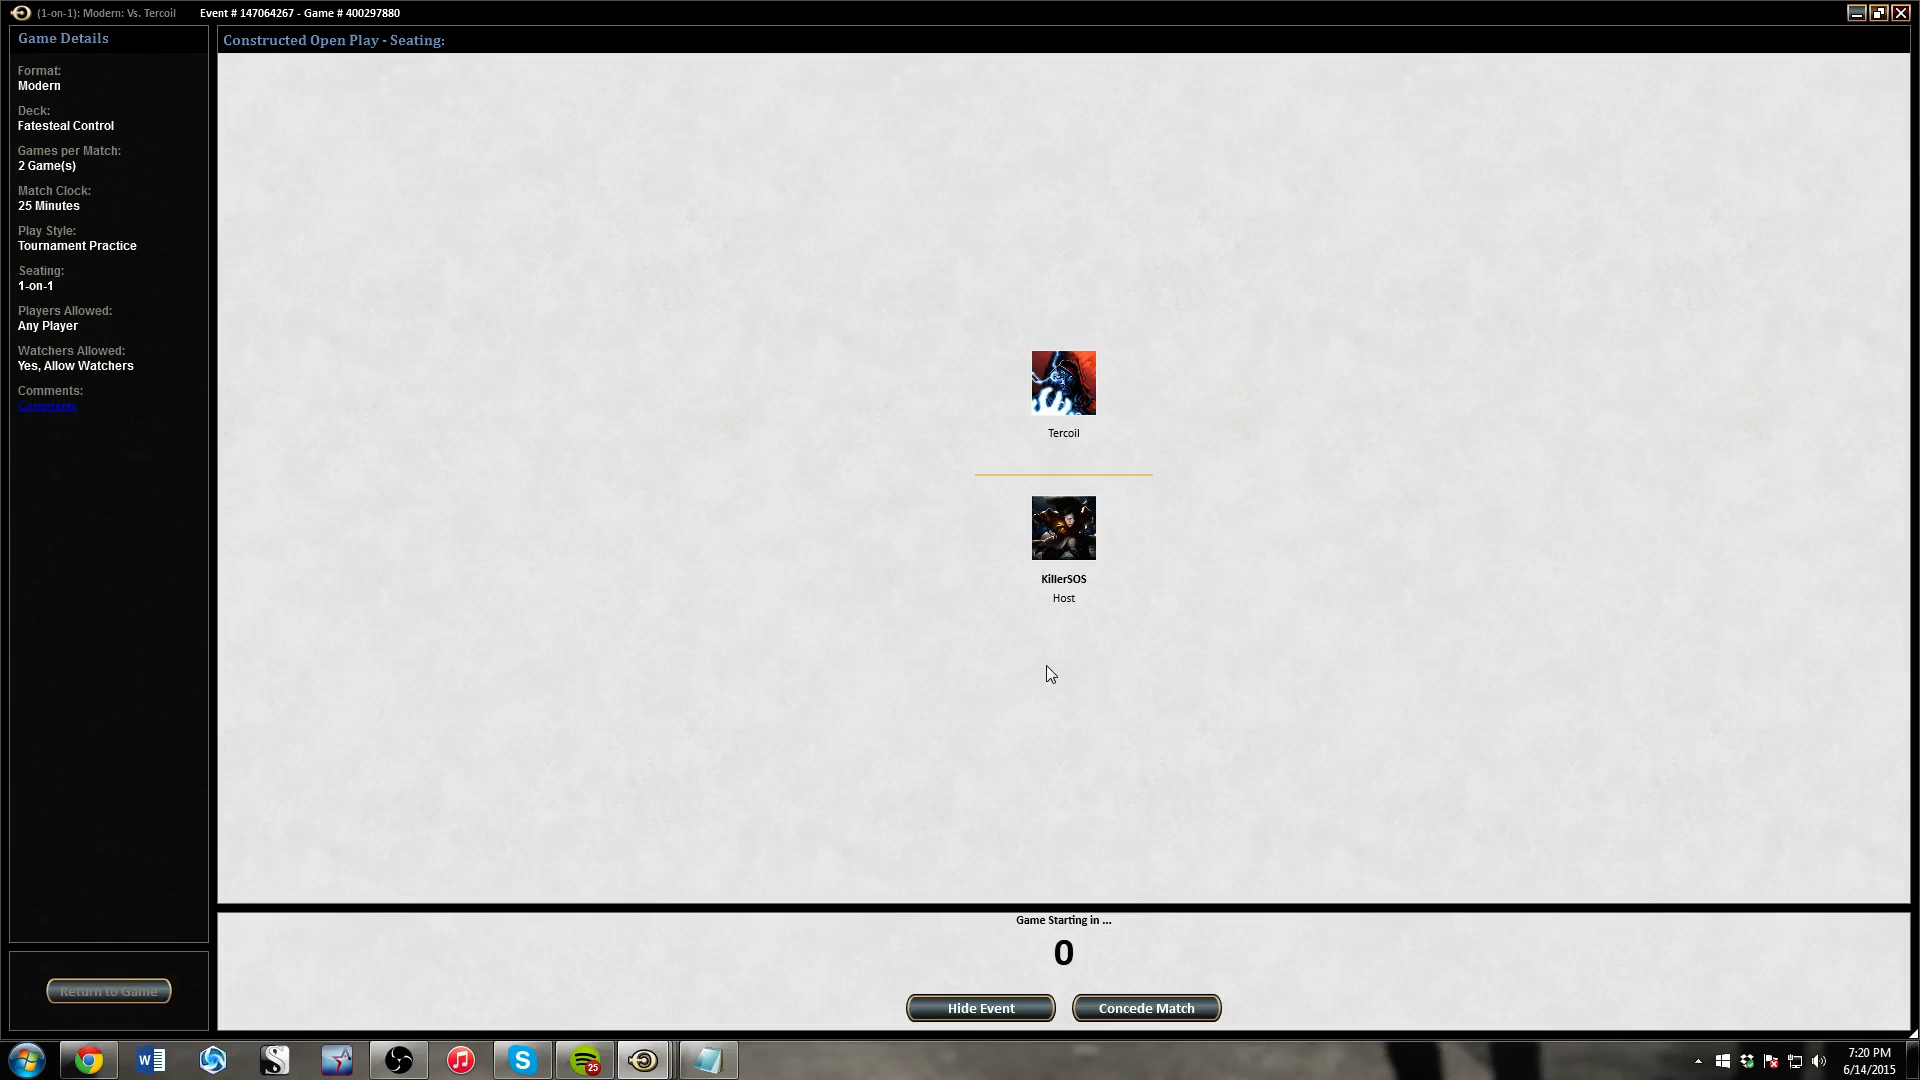 (1-on-1): Modern: Vs. Tercoil Event # 147064267 - Game # 400297880
Game Details
Format:
Modern
Deck:
Fatesteal Control
Games per Match:
2 Game(s)
Match Clock:
25 Minutes
Play Style:
Tournament Practice
Seating:
1-on-1
Players Allowed:
Any Player
Watchers Allowed:
Yes, Allow Watchers
Comments:
Comments
Return to Game
Constructed Open Play - Seating:
Tercoil
KillerSOS
Host
Game Starting in ...
0
Hide Event Concede Match
25
7:20 PM
6/14/2015